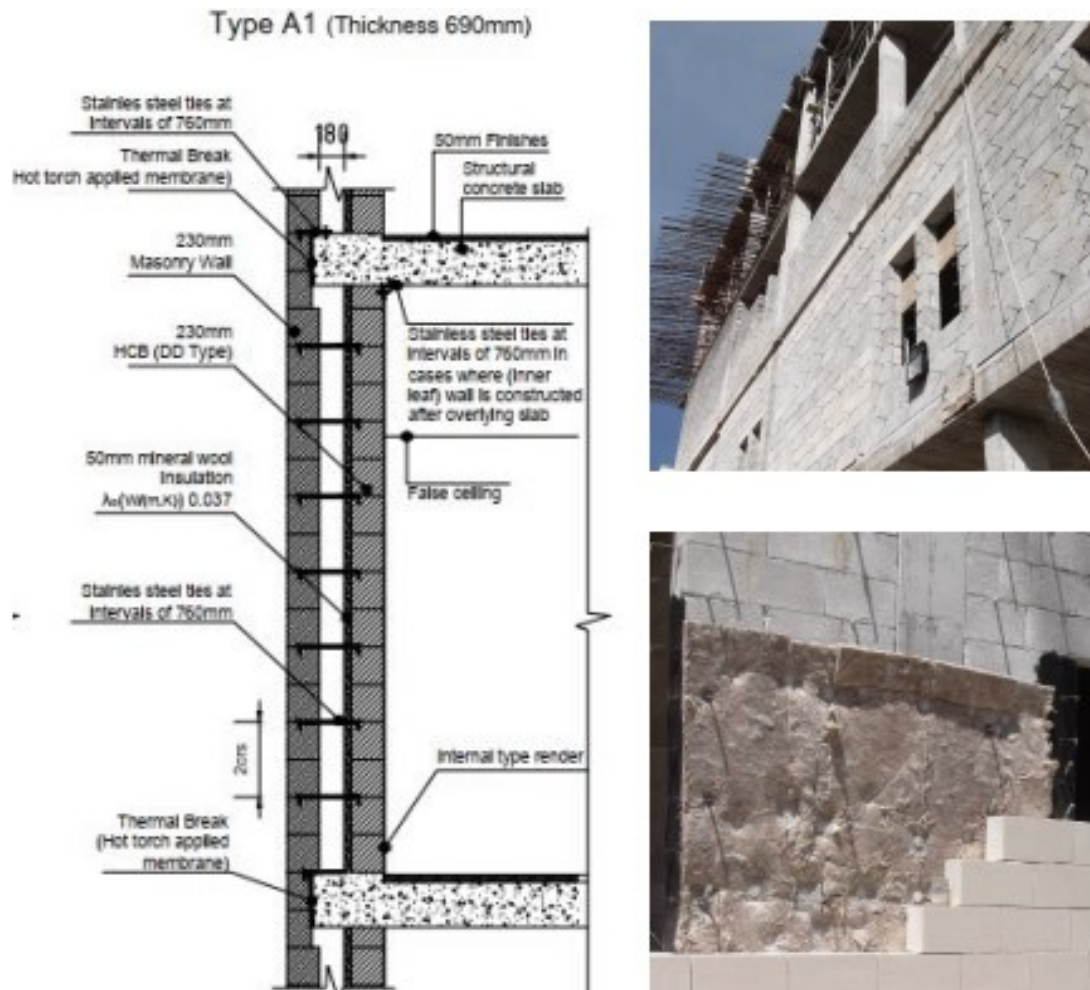 Type A1 (Thickness 690mm)
Stainles steel ties at
intervals of 760mm
180
50mm Finishes
Thermal Break
Hot torch applied membrane)
Structural
concrete slab
230mm
Masonry Wall
230mm
HCB (DD Type)
Stainless steel ties at
intervals of 760mm in
cases where (inner
leaf) wall is constructed
after overlying slab
50mm mineral wool
Insulation
0.037
False ceiling
Stainles steel ties at
intervals of 760mm
2crs
Internal type render
Thermal Break
(Hot torch applied
membrane)